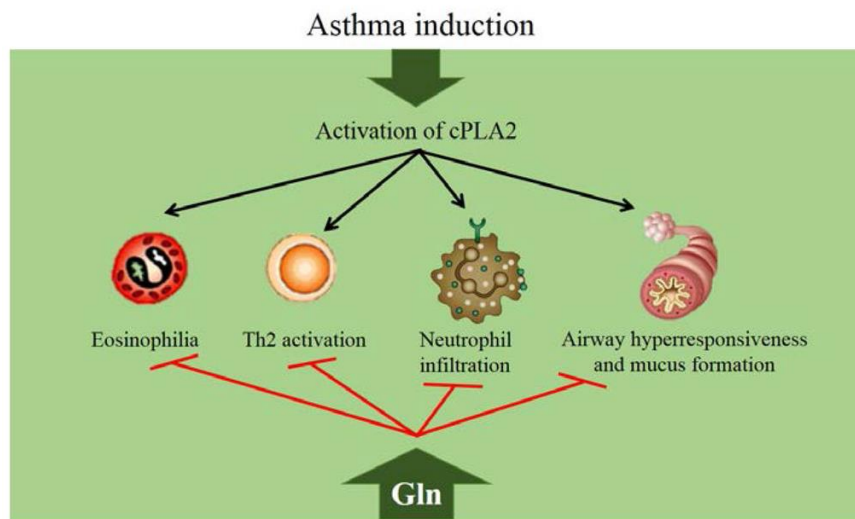 Asthma induction
Activation of cPLA2
Eosinophilia
Th2 activation
Neutrophil
infiltration
Airway hyperresponsiveness
and mucus formation
Gln